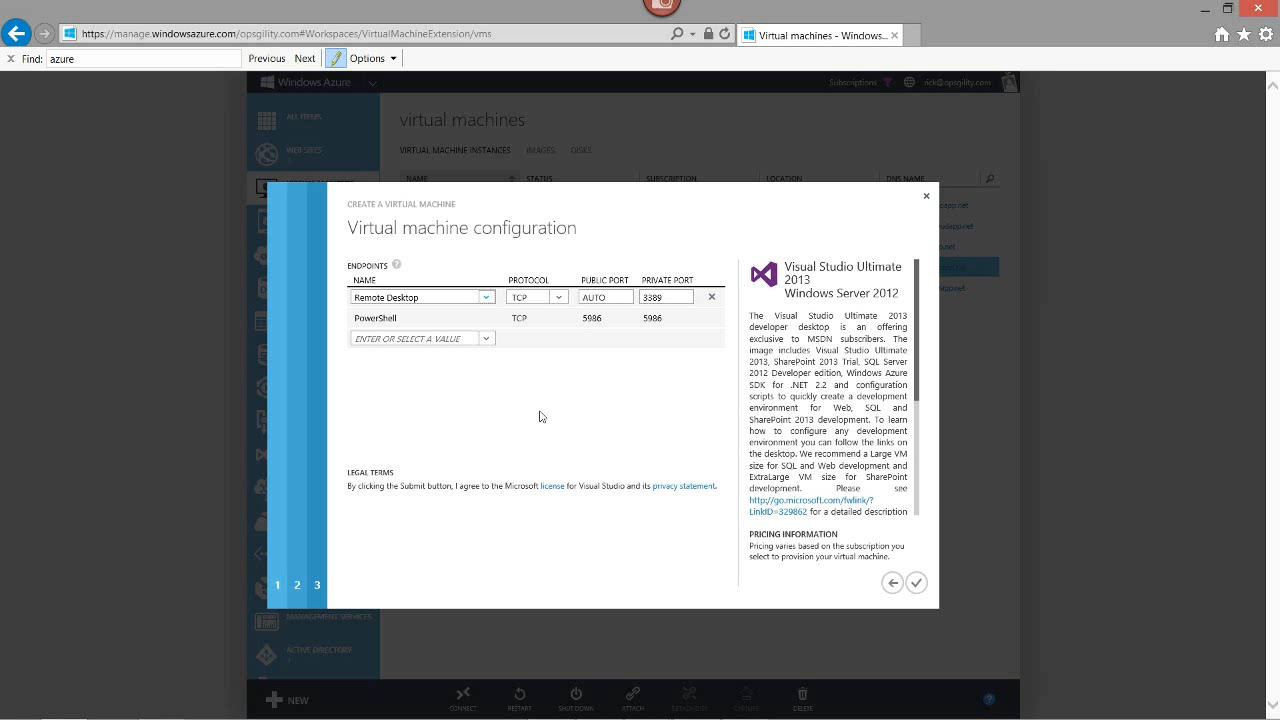 https://manage.windowsazure.com/opsgility.com#Workspaces/VirtualMachineExtension/vms
Virtual machines - Windows...
Find: azure Previous Next Options
Windows Azure
Subscriptions rick@opsgility.com
ALL ITEMS
WEB SITES
virtual machines
VIRTUAL MACHINE INSTANCES IMAGES DISKS
NAME STATUS SUBSCRIPTION LOCATION DNS NAME
CREATE A VIRTUAL MACHINE
Virtual machine configuration
ENDPOINTS ?
NAME PROTOCOL PUBLIC PORT PRIVATE PORT
Remote Desktop TCP AUTO 3389
PowerShell TCP 5986 5986
ENTER OR SELECT A VALUE
LEGAL TERMS
By clicking the Submit button, I agree to the Microsoft license for Visual Studio and its privacy statement.
Visual Studio Ultimate
2013
Windows Server 2012
The Visual Studio Ultimate 2013
developer desktop is an offering
exclusive to MSDN subscribers. The
image includes Visual Studio Ultimate
2013, SharePoint 2013 Trial, SQL Server
2012 Developer edition, Windows Azure
SDK for .NET 2.2 and configuration
scripts to quickly create a development
environment for Web, SQL and
SharePoint 2013 development. To learn
how to configure any development
environment you can follow the links on
the desktop. We recommend a Large VM
size for SQL and Web development and
ExtraLarge VM size for SharePoint
development. Please see
http://go.microsoft.com/fwlink/?
LinkID=329862 for a detailed description
PRICING INFORMATION
Pricing varies based on the subscription you
select to provision your virtual machine.
1 2 3
MANAGEMENT SERVICES
ACTIVE DIRECTORY
NEW
CONNECT RESTART SHUT DOWN ATTACH DETACH DISK CAPTURE DELETE
?